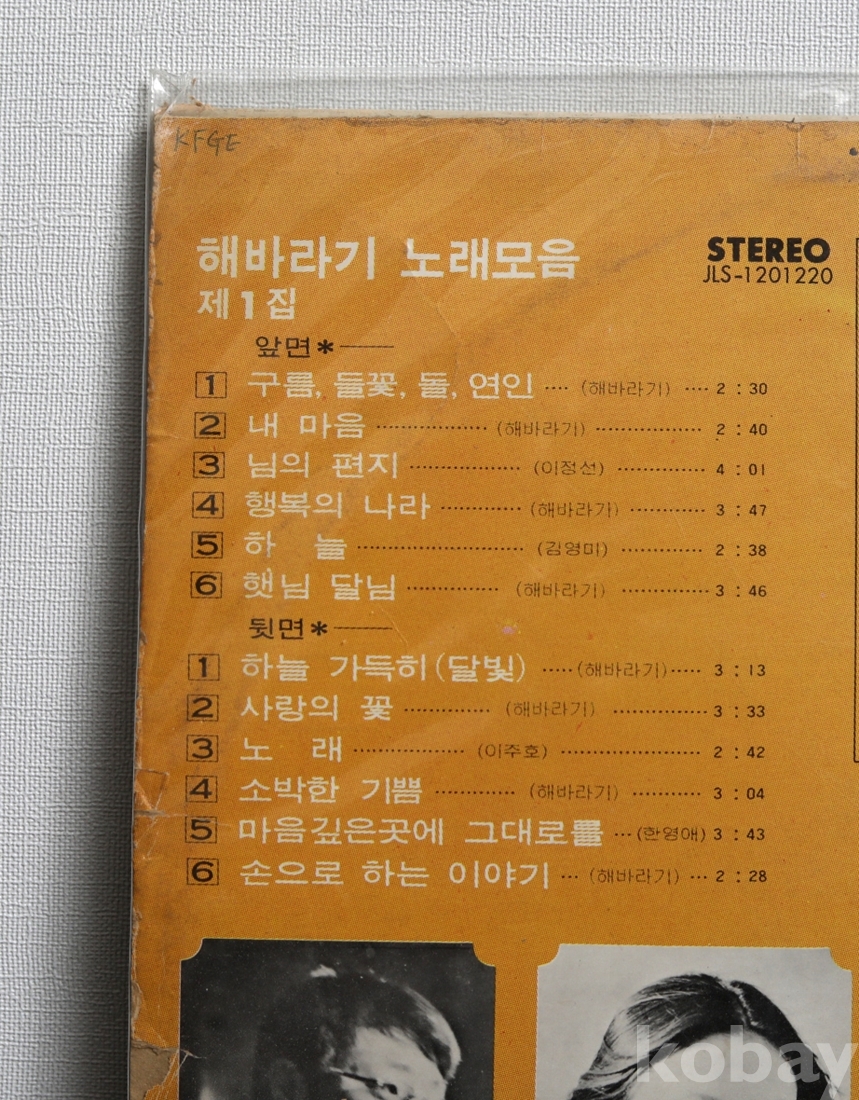 KFGE
해바라기 노래모음
STEREO
JLS-1201220
제1집
앞면*――
1 구름, 들꽃, 돌, 연인 ···· (해바라기) ···· 2 : 30
2 내 마음 ················ (해바라기) ················ 2 : 40
3 님의 편지 ················ (이정선) ············· 4 : 01
4 행복의 나라 ············ (해바라기) ··········· 3 : 47
5 하 늘 ························ (김영미) ············ 2 : 38
6 햇님 달님 ············· (해바라기) ············· 3 : 46
뒷면*――
1 하늘 가득히(달빛) ·····(해바라기)····· 3 : 13
2 사랑의 꽃 ············· (해바라기) ·············· 3 : 33
3 노 래 ················ (이주호) ···················· 2 : 42
4 소박한 기쁨 ············ (해바라기) ·········· 3 : 04
5 마음깊은곳에 그대로를 ···(한영애) 3 : 43
6 손으로 하는 이야기 ··· (해바라기) ··· 2 : 28
kobay